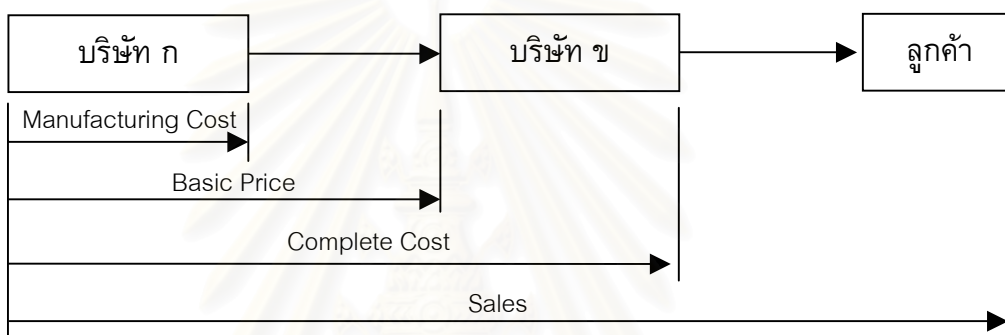 บริษัท ก บริษัท ข ลูกค้า
Manufacturing Cost
Basic Price
Complete Cost
Sales